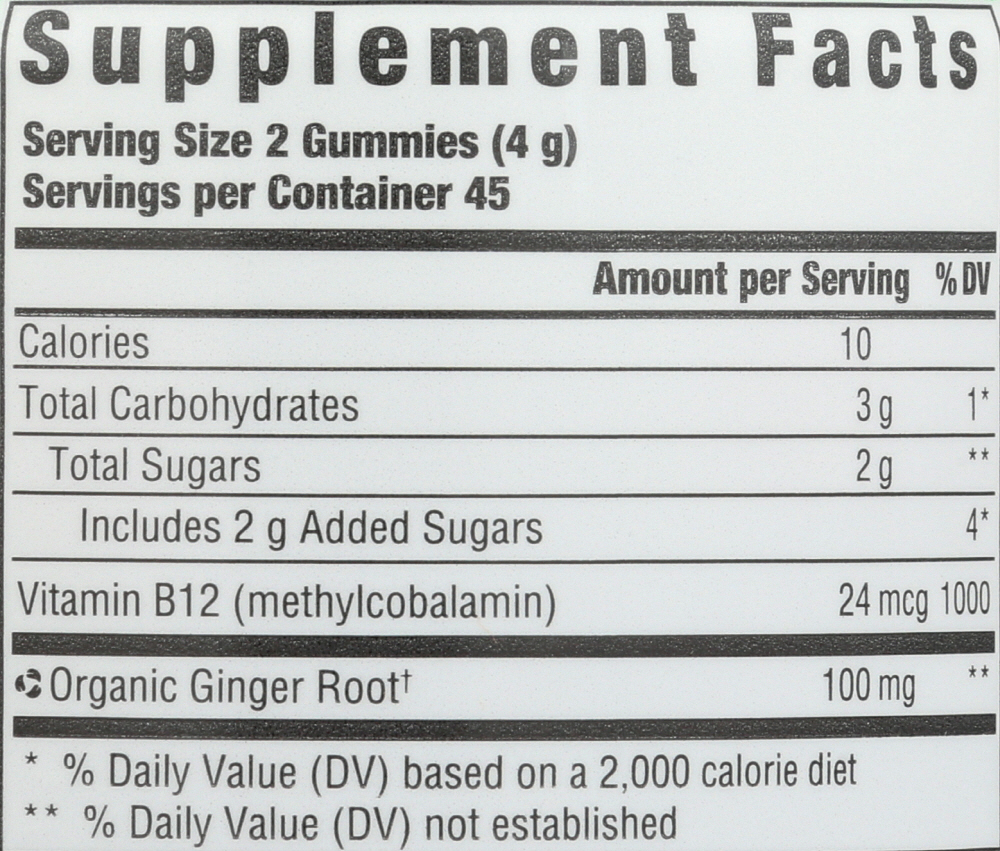 Supplement Facts
Serving Size 2 Gummies (4 g)
Servings per Container 45
Amount per Serving % DV
Calories 10
Total Carbohydrates 3 g 1*
Total Sugars 2 g **
Includes 2 g Added Sugars 4*
Vitamin B12 (methylcobalamin) 24 mcg 1000
Organic Ginger Root† 100 mg **
* % Daily Value (DV) based on a 2,000 calorie diet
** % Daily Value (DV) not established